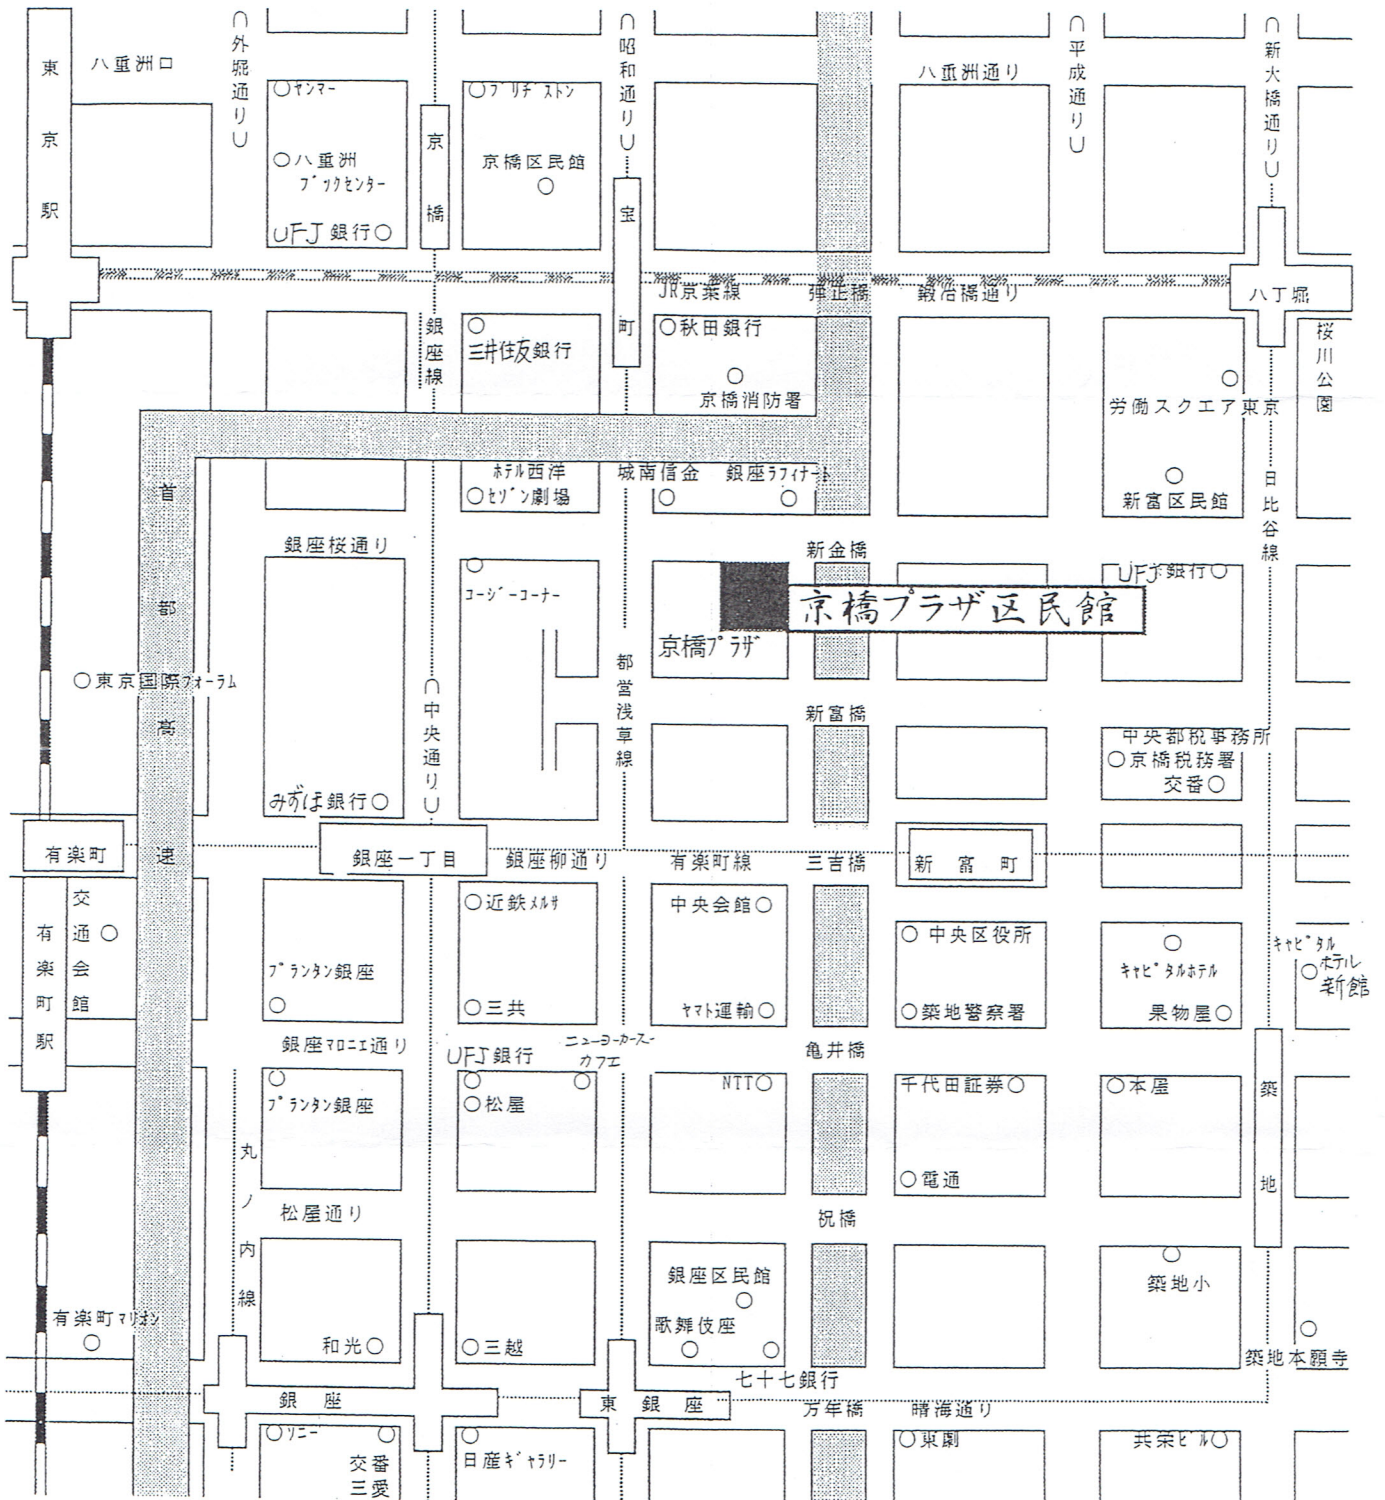 東京駅
八重洲口
外堀通り
昭和通り
八重洲通り
平成通り
新大橋通り
ヤンマー
八重洲
ブックセンター
UFJ銀行
京橋
ブリヂストン
京橋区民館
宝町
JR京葉線
弾正橋
鍛冶橋通り
八丁堀
銀座線
三井住友銀行
秋田銀行
京橋消防署
労働スクエア東京
桜川公園
首都高速
ホテル西洋
セゾン劇場
城南信金
銀座ラフィナート
新富区民館
日比谷線
銀座桜通り
コージーコーナー
新金橋
UFJ銀行
京橋プラザ区民館
京橋プラザ
都営浅草線
東京国際フォーラム
中央通り
新富橋
中央都税事務所
京橋税務署
交番
みずほ銀行
有楽町
銀座一丁目
銀座柳通り
有楽町線
三吉橋
新富町
交通会館
有楽町駅
近鉄メルサ
中央会館
中央区役所
キャピタルホテル
キャピタル
ホテル
新館
プランタン銀座
三共
ヤマト運輸
築地警察署
果物屋
銀座マロニエ通り
UFJ銀行
ニューヨーカース
カフェ
亀井橋
プランタン銀座
松屋
NTT
千代田証券
本屋
築地
丸ノ内線
電通
松屋通り
祝橋
銀座区民館
築地小
有楽町マリオン
和光
三越
歌舞伎座
築地本願寺
七十七銀行
銀座
東銀座
万年橋
晴海通り
ソニー
交番
三愛
日産ギャラリー
東劇
共栄ビル